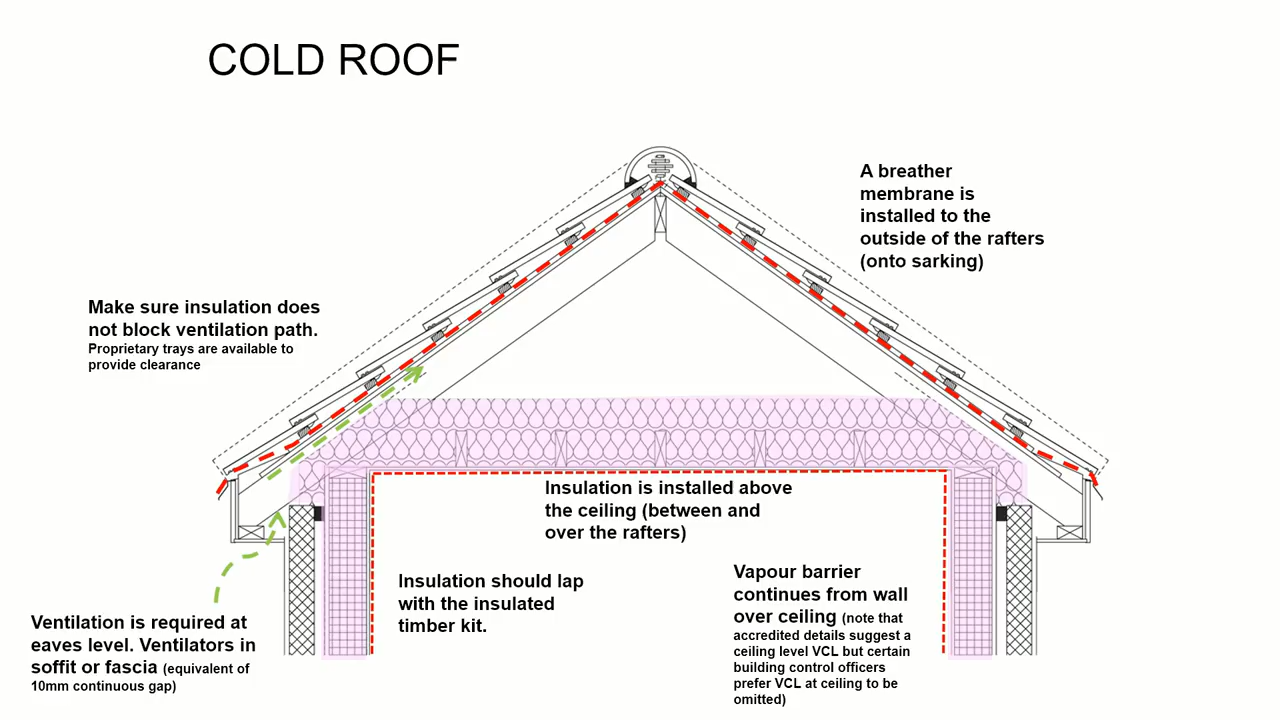 COLD ROOF
A breather
membrane is
installed to the
outside of the rafters
(onto sarking)
Make sure insulation does
not block ventilation path.
Proprietary trays are available to
provide clearance
Insulation is installed above
the ceiling (between and
over the rafters)
Insulation should lap
with the insulated
timber kit.
Vapour barrier
continues from wall
over ceiling (note that
accredited details suggest a
ceiling level VCL but certain
building control officers
prefer VCL at ceiling to be
omitted)
Ventilation is required at
eaves level. Ventilators in
soffit or fascia (equivalent of
10mm continuous gap)